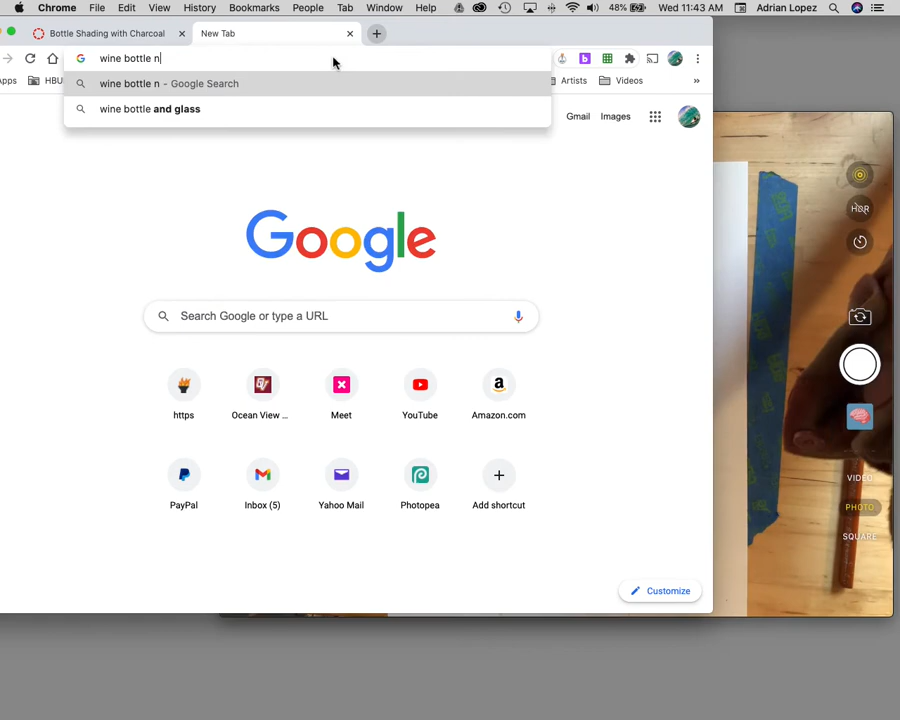 Chrome File Edit View History Bookmarks People Tab Window Help 48% Wed 11:43 AM Adrian Lopez
Bottle Shading with Charcoal New Tab
wine bottle n
Apps HBU Artists Videos »
wine bottle n - Google Search
wine bottle and glass
Gmail Images
Google
Search Google or type a URL
https Ocean View ... Meet YouTube Amazon.com
PayPal Inbox (5) Yahoo Mail Photopea Add shortcut
Customize
HDR
VIDEO
PHOTO
SQUARE